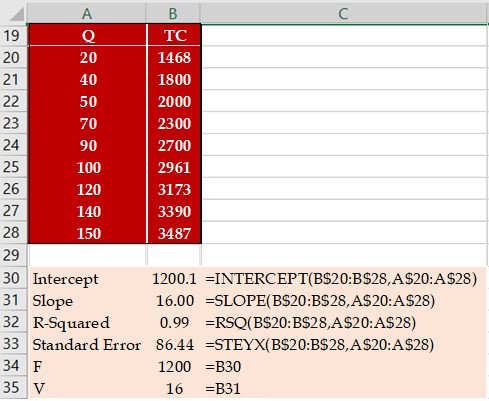 A B C
19 Q TC
20 20 1468
21 40 1800
22 50 2000
23 70 2300
24 90 2700
25 100 2961
26 120 3173
27 140 3390
28 150 3487
29
30 Intercept 1200.1 =INTERCEPT(B$20:B$28,A$20:A$28)
31 Slope 16.00 =SLOPE(B$20:B$28,A$20:A$28)
32 R-Squared 0.99 =RSQ(B$20:B$28,A$20:A$28)
33 Standard Error 86.44 =STEYX(B$20:B$28,A$20:A$28)
34 F 1200 =B30
35 V 16 =B31